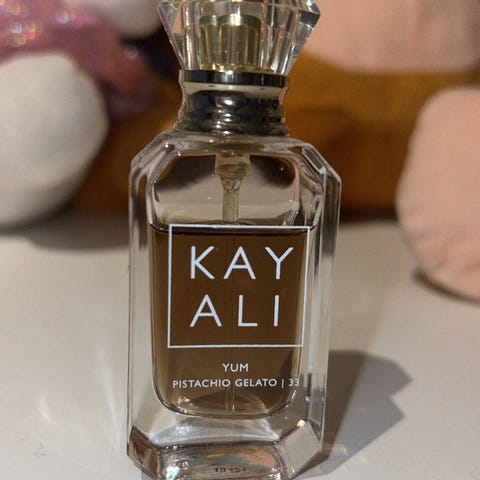 KAY
ALI
YUM
PISTACHIO GELATO | 33